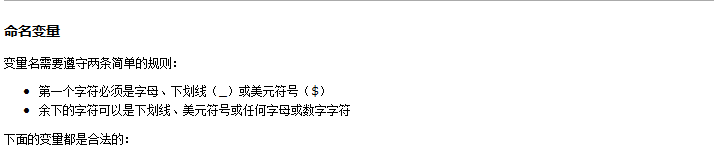 命名变量
变量名需要遵守两条简单的规则：
第一个字符必须是字母、下划线（_）或美元符号（$）
余下的字符可以是下划线、美元符号或任何字母或数字字符
下面的变量都是合法的：